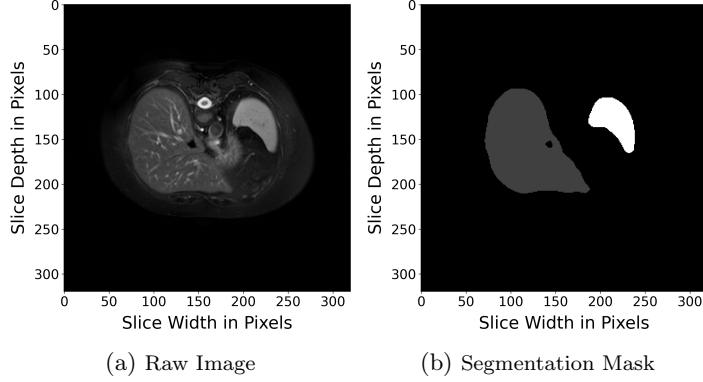 0
50
100
150
200
250
300
Slice Depth in Pixels
0 50 100 150 200 250 300
Slice Width in Pixels
(a) Raw Image
0
50
100
150
200
250
300
Slice Depth in Pixels
0 50 100 150 200 250 300
Slice Width in Pixels
(b) Segmentation Mask